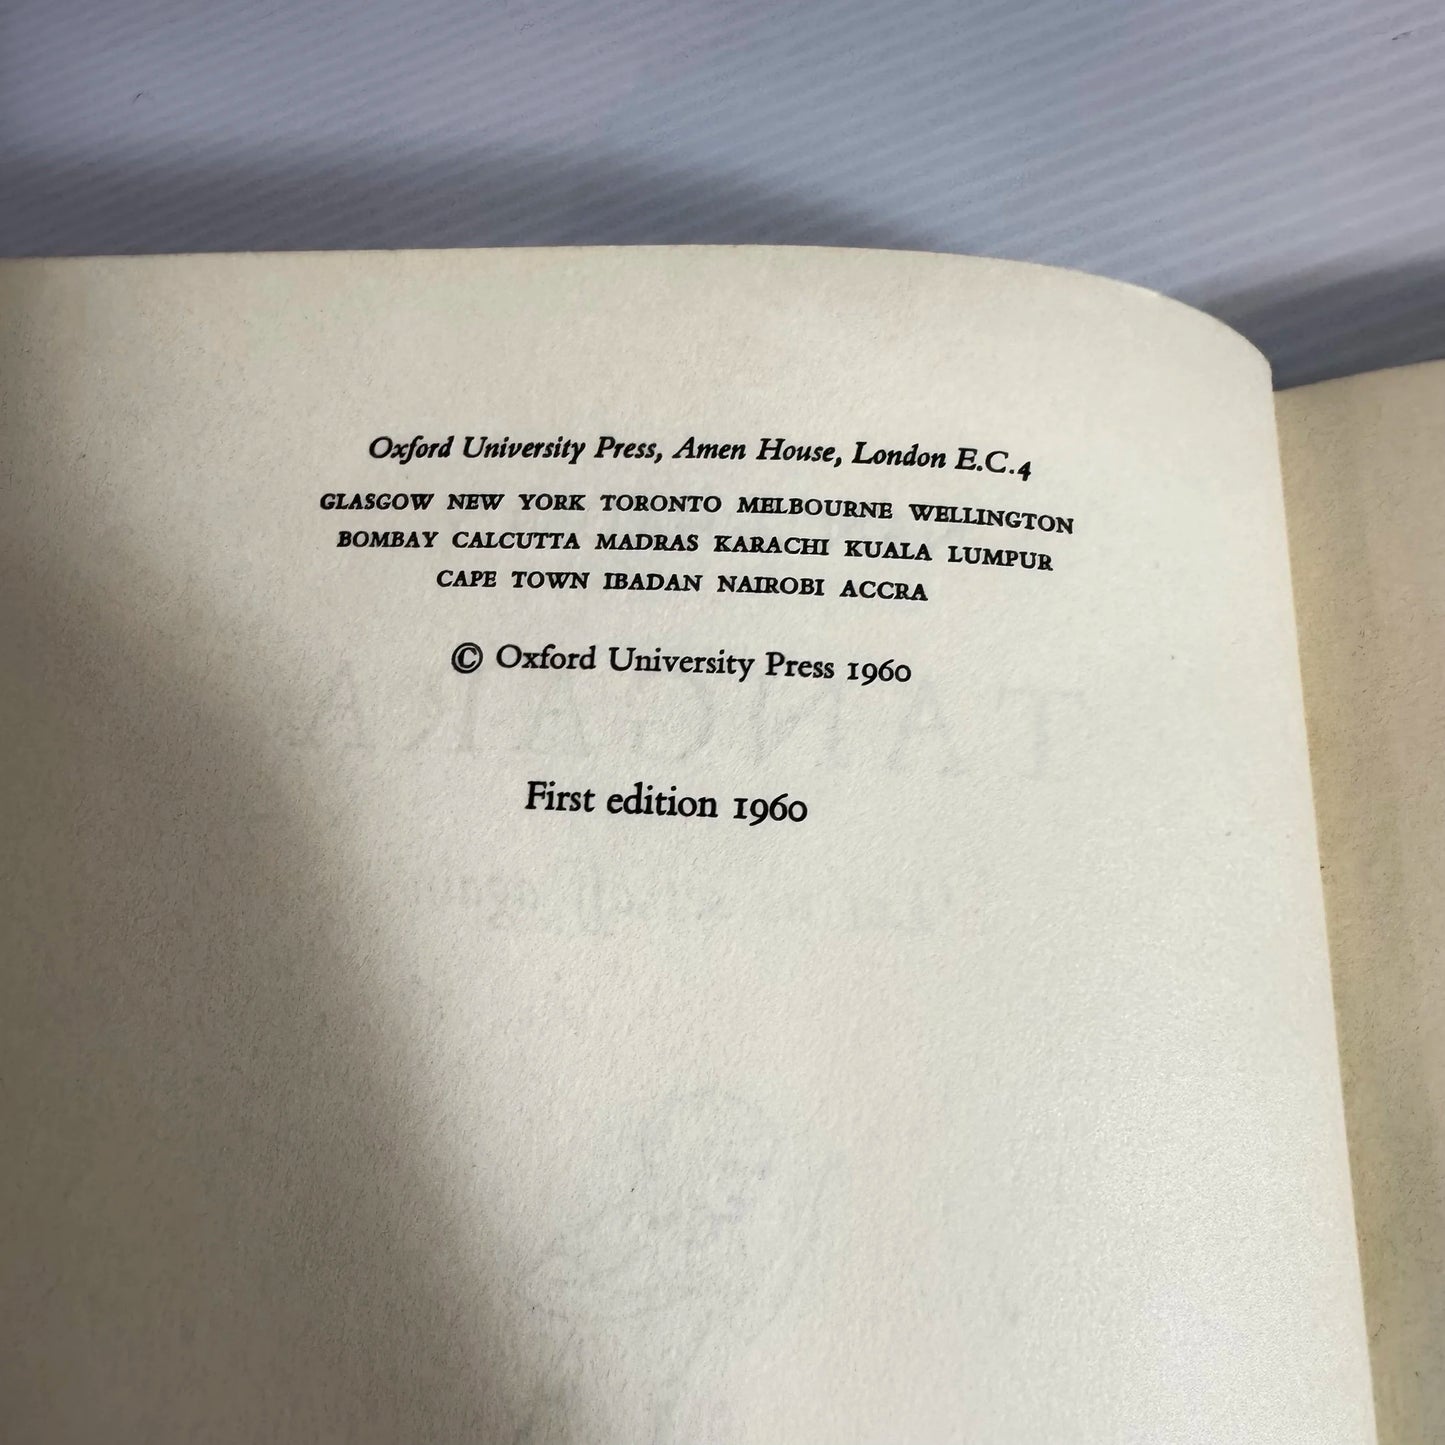 Oxford University Press, Amen House, London E.C.4
GLASGOW NEW YORK TORONTO MELBOURNE WELLINGTON
BOMBAY CALCUTTA MADRAS KARACHI KUALA LUMPUR
CAPE TOWN IBADAN NAIROBI ACCRA
© Oxford University Press 1960
TANGARA
First edition 1960